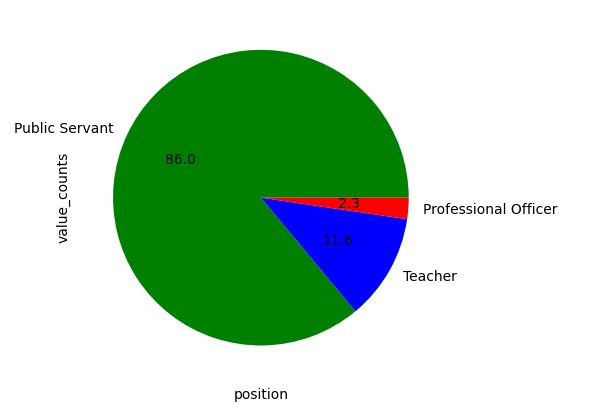 Public Servant
86.0
value_counts
2.3
Professional Officer
11.6
Teacher
position